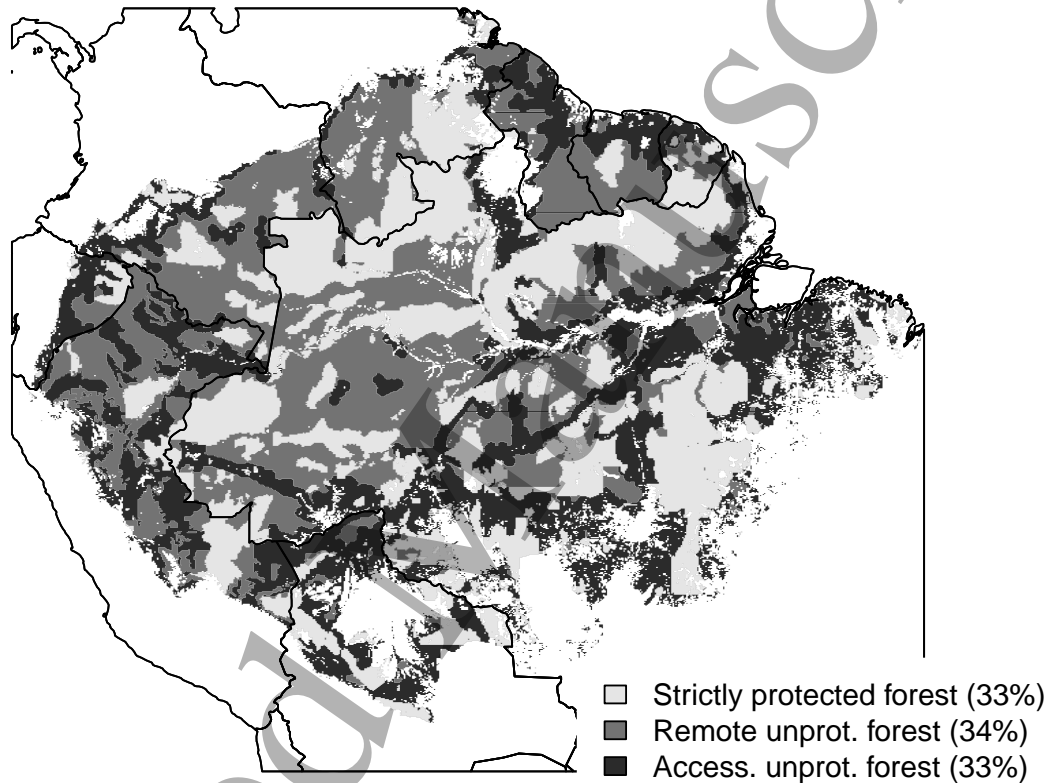 Strictly protected forest (33%)
Remote unprot. forest (34%)
Access. unprot. forest (33%)